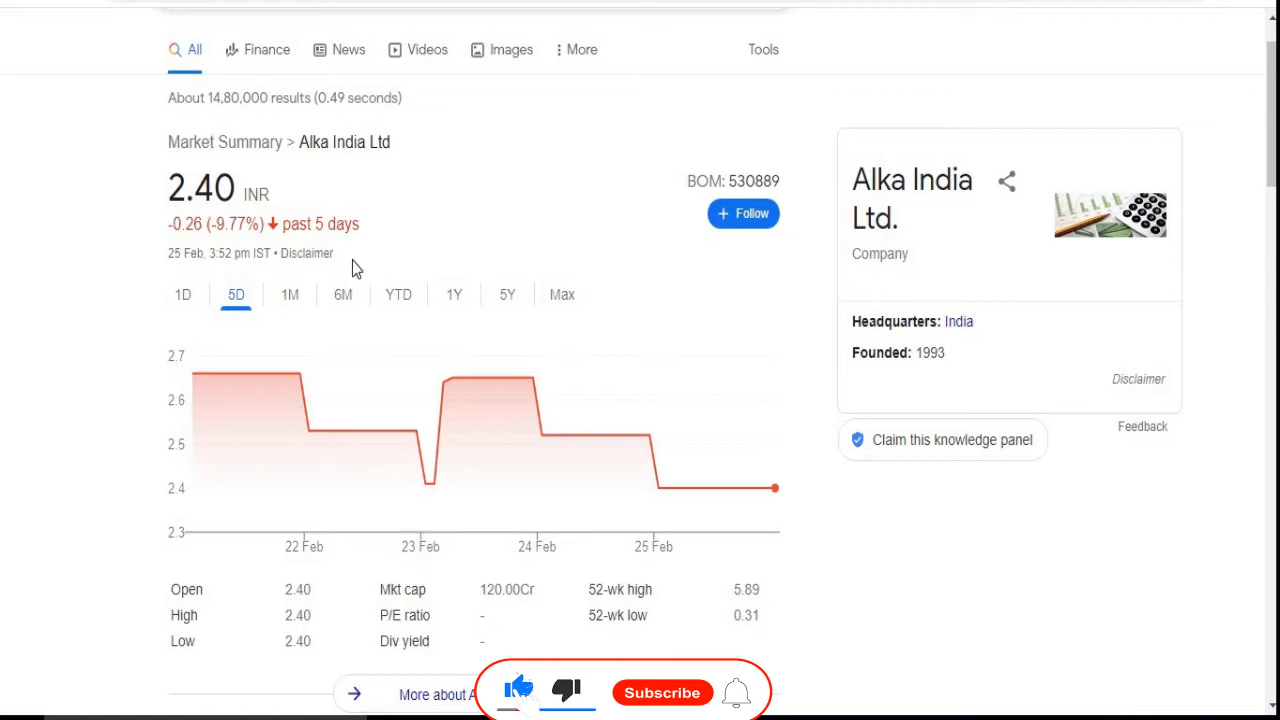 All Finance News Videos Images More Tools
About 14,80,000 results (0.49 seconds)
Market Summary > Alka India Ltd
2.40 INR
-0.26 (-9.77%) past 5 days
25 Feb, 3:52 pm IST • Disclaimer
BOM: 530889
+ Follow
1D 5D 1M 6M YTD 1Y 5Y Max
2.7
2.6
2.5
2.4
2.3
22 Feb 23 Feb 24 Feb 25 Feb
Open 2.40 Mkt cap 120.00Cr 52-wk high 5.89
High 2.40 P/E ratio - 52-wk low 0.31
Low 2.40 Div yield -
More about A
Subscribe
Alka India
Ltd.
Company
Headquarters: India
Founded: 1993
Disclaimer
Feedback
Claim this knowledge panel